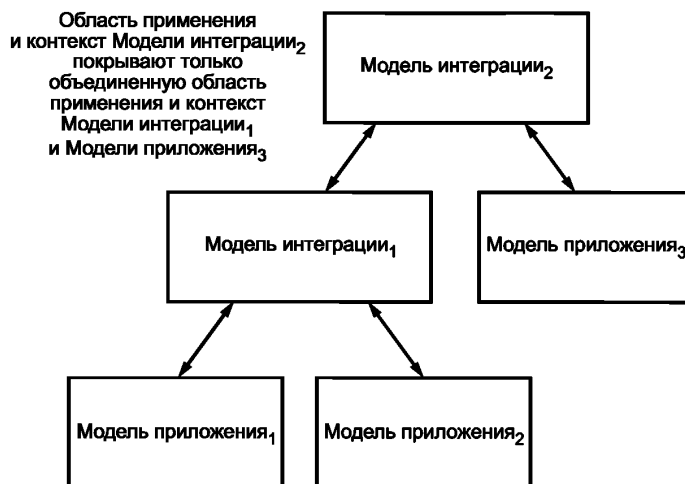 Область применения
и контекст Модели интеграции₂
покрывают только
объединенную область
применения и контекст
Модели интеграции₁
и Модели приложения₃
Модель интеграции₂
Модель интеграции₁
Модель приложения₃
Модель приложения₁
Модель приложения₂